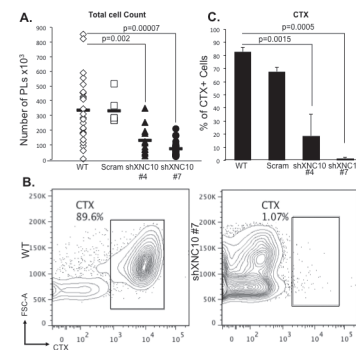 A.
Total cell Count
p=0.00007
p=0.002
Number of PLs x10³
900
800
700
600
500
400
300
200
100
0
WT
Scram
shXNC10 #4
shXNC10 #7
C.
CTX
p=0.0005
p=0.0015
% of CTX+ Cells
100
90
80
70
60
50
40
30
20
10
0
WT
Scram
shXNC10 #4
shXNC1
#7
B.
WT
CTX
89.6%
250K
200K
150K
100K
50K
0
0 10² 10³ 10⁴ 10⁵
FSC-A
CTX
shXNC10 #7
CTX
1.07%
250K
200K
150K
100K
50K
0
0 10² 10³ 10⁴ 10⁵